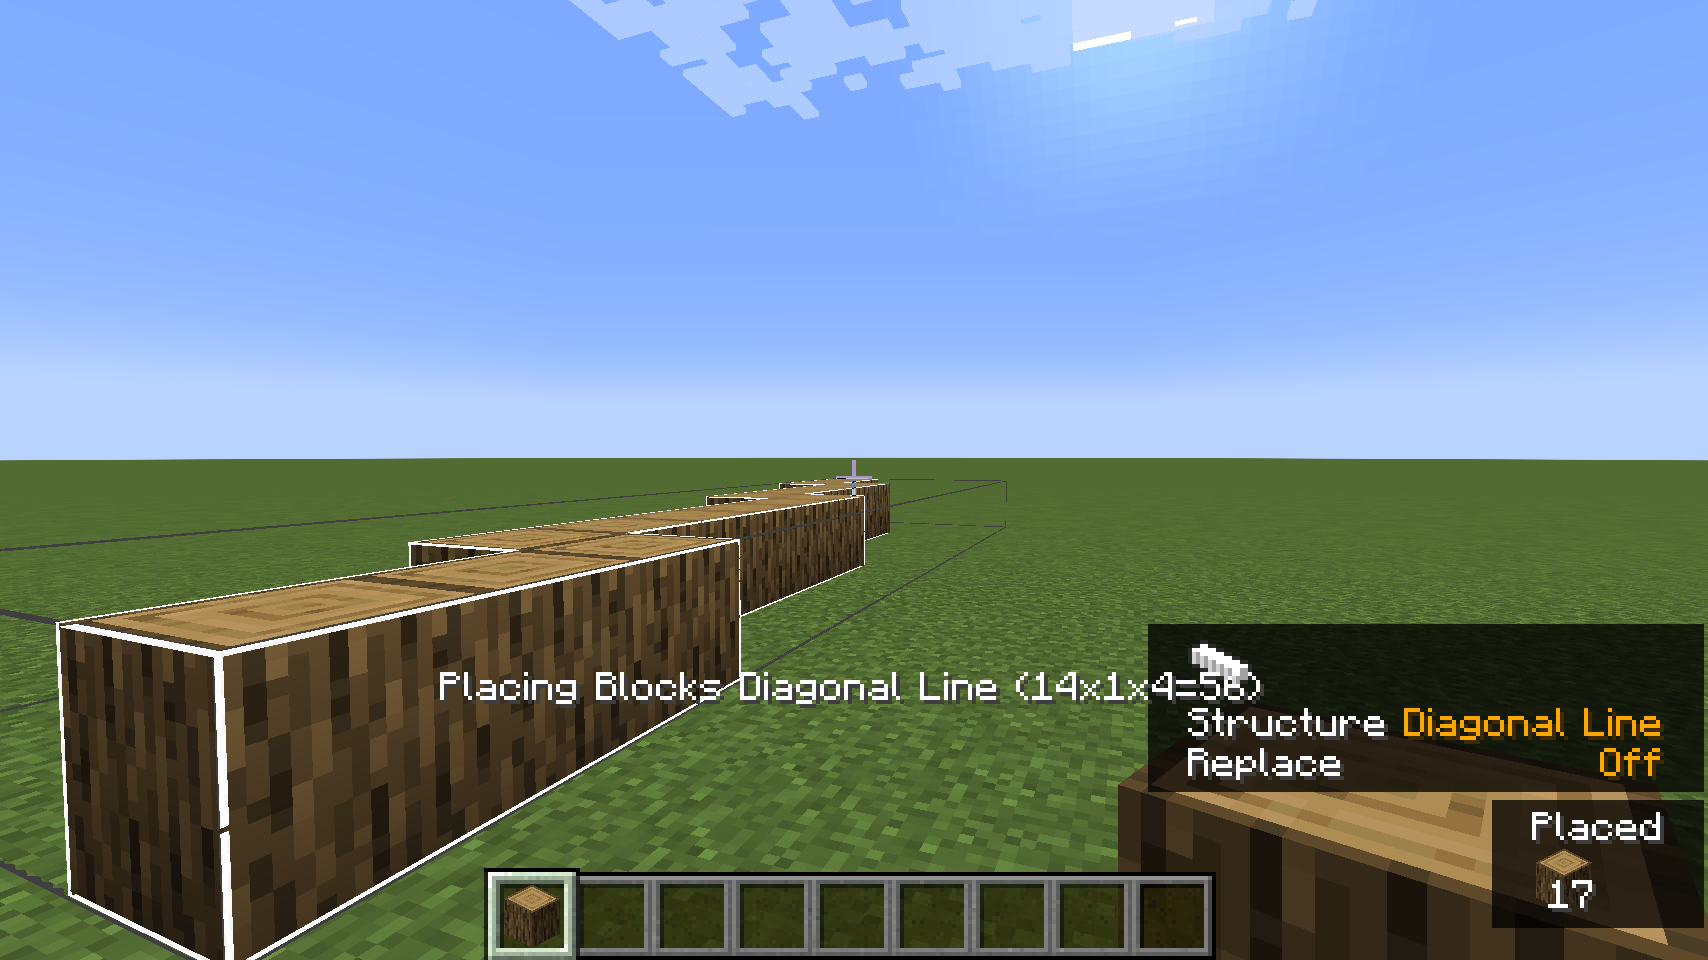 Placing Blocks Diagonal Line (14x1x4=56)
Structure Diagonal Line
Replace Off
Placed
17